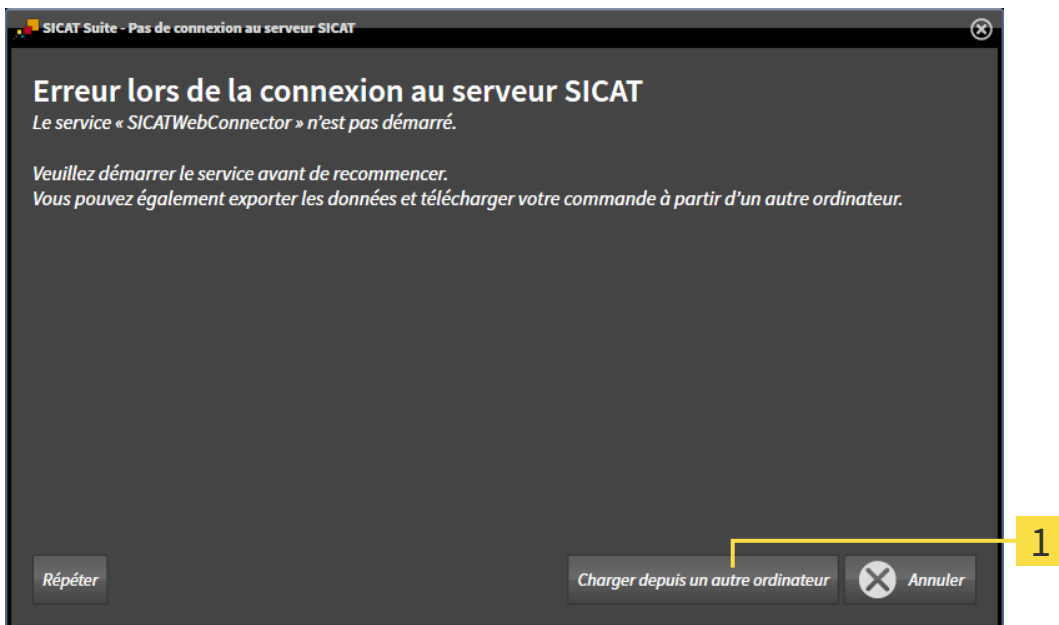 SICAT Suite - Pas de connexion au serveur SICAT
Erreur lors de la connexion au serveur SICAT
Le service « SICATWebConnector » n’est pas démarré.
Veuillez démarrer le service avant de recommencer.
Vous pouvez également exporter les données et télécharger votre commande à partir d’un autre ordinateur.
1
Répéter
Charger depuis un autre ordinateur
Annuler